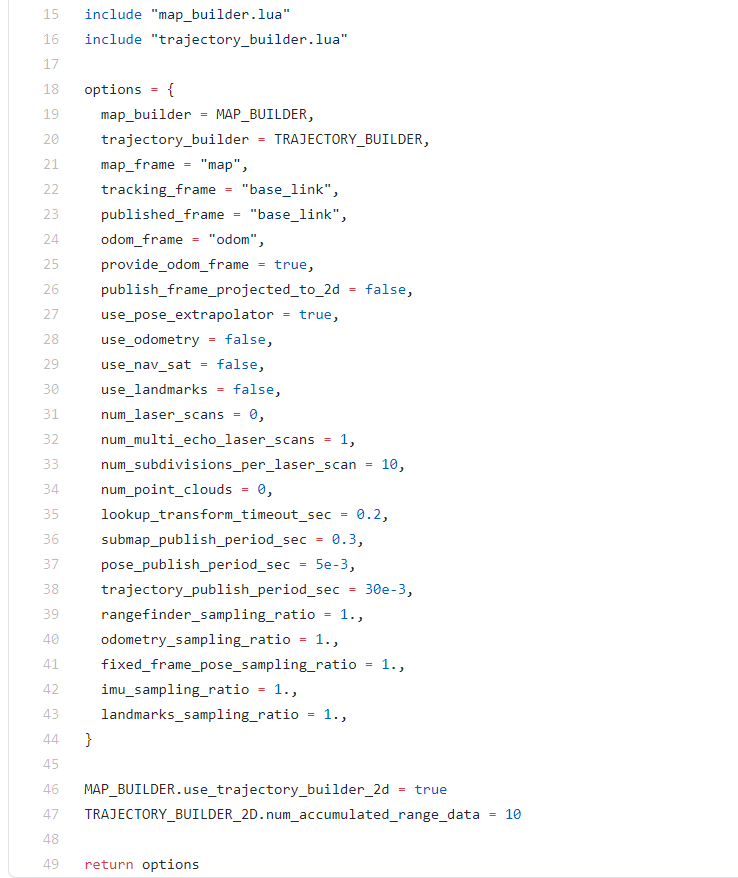 15 include "map_builder.lua"
16 include "trajectory_builder.lua"
17
18 options = {
19 map_builder = MAP_BUILDER,
20 trajectory_builder = TRAJECTORY_BUILDER,
21 map_frame = "map",
22 tracking_frame = "base_link",
23 published_frame = "base_link",
24 odom_frame = "odom",
25 provide_odom_frame = true,
26 publish_frame_projected_to_2d = false,
27 use_pose_extrapolator = true,
28 use_odometry = false,
29 use_nav_sat = false,
30 use_landmarks = false,
31 num_laser_scans = 0,
32 num_multi_echo_laser_scans = 1,
33 num_subdivisions_per_laser_scan = 10,
34 num_point_clouds = 0,
35 lookup_transform_timeout_sec = 0.2,
36 submap_publish_period_sec = 0.3,
37 pose_publish_period_sec = 5e-3,
38 trajectory_publish_period_sec = 30e-3,
39 rangefinder_sampling_ratio = 1.,
40 odometry_sampling_ratio = 1.,
41 fixed_frame_pose_sampling_ratio = 1.,
42 imu_sampling_ratio = 1.,
43 landmarks_sampling_ratio = 1.,
44 }
45
46 MAP_BUILDER.use_trajectory_builder_2d = true
47 TRAJECTORY_BUILDER_2D.num_accumulated_range_data = 10
48
49 return options